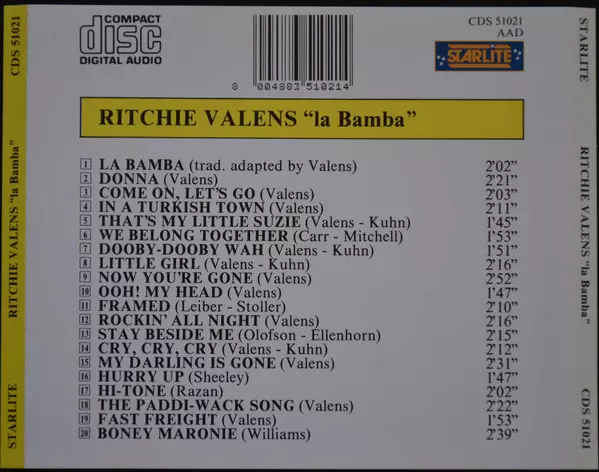 COMPACT
disc
DIGITAL AUDIO
CDS 51021
AAD
STARLITE
8 004883 510214
RITCHIE VALENS “la Bamba”
1 LA BAMBA (trad. adapted by Valens) 2'02”
2 DONNA (Valens) 2'21”
3 COME ON, LET'S GO (Valens) 2'03”
4 IN A TURKISH TOWN (Valens) 2'11”
5 THAT'S MY LITTLE SUZIE (Valens - Kuhn) 1'45”
6 WE BELONG TOGETHER (Carr - Mitchell) 1'53”
7 DOOBY-DOOBY WAH (Valens - Kuhn) 1'51”
8 LITTLE GIRL (Valens - Kuhn) 2'16”
9 NOW YOU'RE GONE (Valens) 2'52”
10 OOH! MY HEAD (Valens) 1'47”
11 FRAMED (Leiber - Stoller) 2'10”
12 ROCKIN' ALL NIGHT (Valens) 2'16”
13 STAY BESIDE ME (Olofson - Ellenhorn) 2'15”
14 CRY, CRY, CRY (Valens - Kuhn) 2'12”
15 MY DARLING IS GONE (Valens) 2'31”
16 HURRY UP (Sheeley) 1'47”
17 HI-TONE (Razan) 2'02”
18 THE PADDI-WACK SONG (Valens) 2'22”
19 FAST FREIGHT (Valens) 1'53”
20 BONEY MARONIE (Williams) 2'39”
STARLITE RITCHIE VALENS “la Bamba” CDS 51021
STARLITE RITCHIE VALENS “la Bamba” CDS 51021